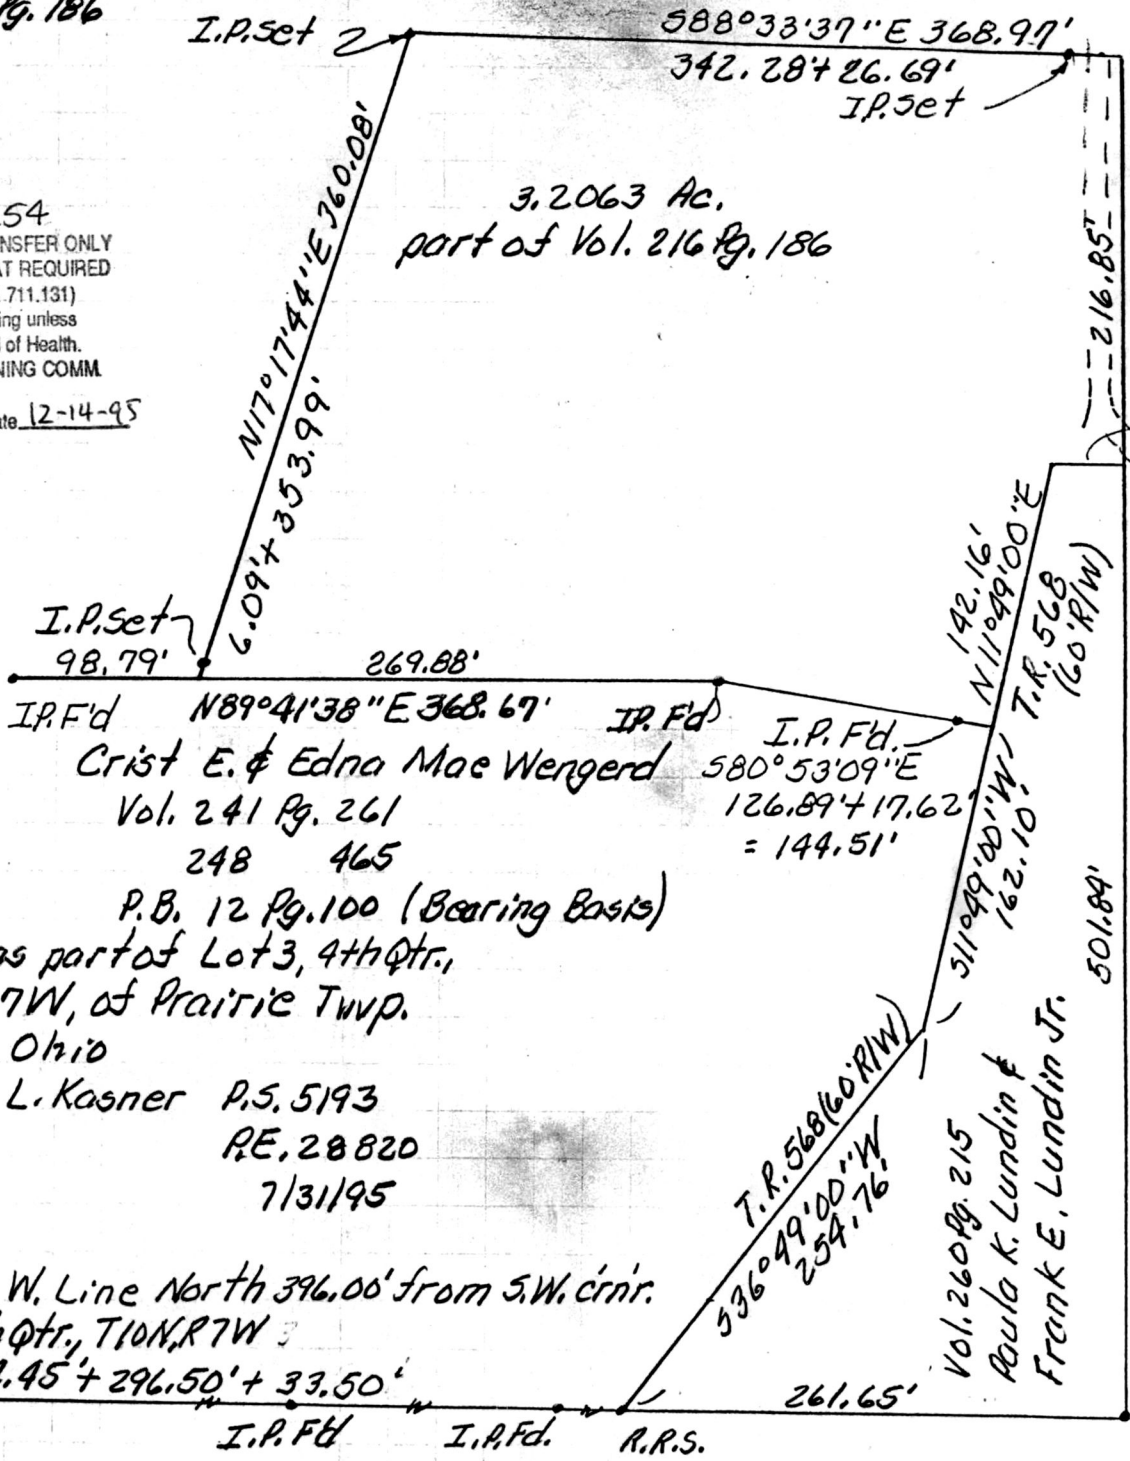 Pg. 186
I.P.set
S88°33'37"E 368.97'
342.28'+ 26.69'
I.P.set
N17°17'44"E 360.08'
6.09'+ 353.99'
3.2063 Ac.
part of Vol. 216 Pg. 186
216.85'
54
NSFER ONLY
AT REQUIRED
711.131)
ing unless
of Health.
NING COMM.
12-14-95
142.16'
N11°49'00"E
T.R. 568
(60'R/W)
I.P.set
98.79'
269.88'
I.P. F'd
N89°41'38"E 368.67'
I.P. F'd
I.P. F'd.
S80°53'09"E
126.89'+17.62'
= 144.51'
Crist E. & Edna Mae Wengerd
Vol. 241 Pg. 261
248 465
P.B. 12 Pg.100 (Bearing Basis)
S11°49'00"W
162.10'
501.84'
as part of Lot 3, 4th Qtr.,
7W, of Prairie Twp.
Ohio
L. Kasner P.S. 5193
P.E. 28820
7/31/95
T.R. 568(60'R/W)
S36°49'00"W
254.76'
Vol. 260 Pg. 215
Paula K. Lundin &
Frank E. Lundin Jr.
W. Line North 396.00' from S.W. c'rn'r.
Qtr., T10N,R7W
.45'+ 296.50'+ 33.50'
261.65'
I.P. F'd
I.P.Fd.
R.R.S.